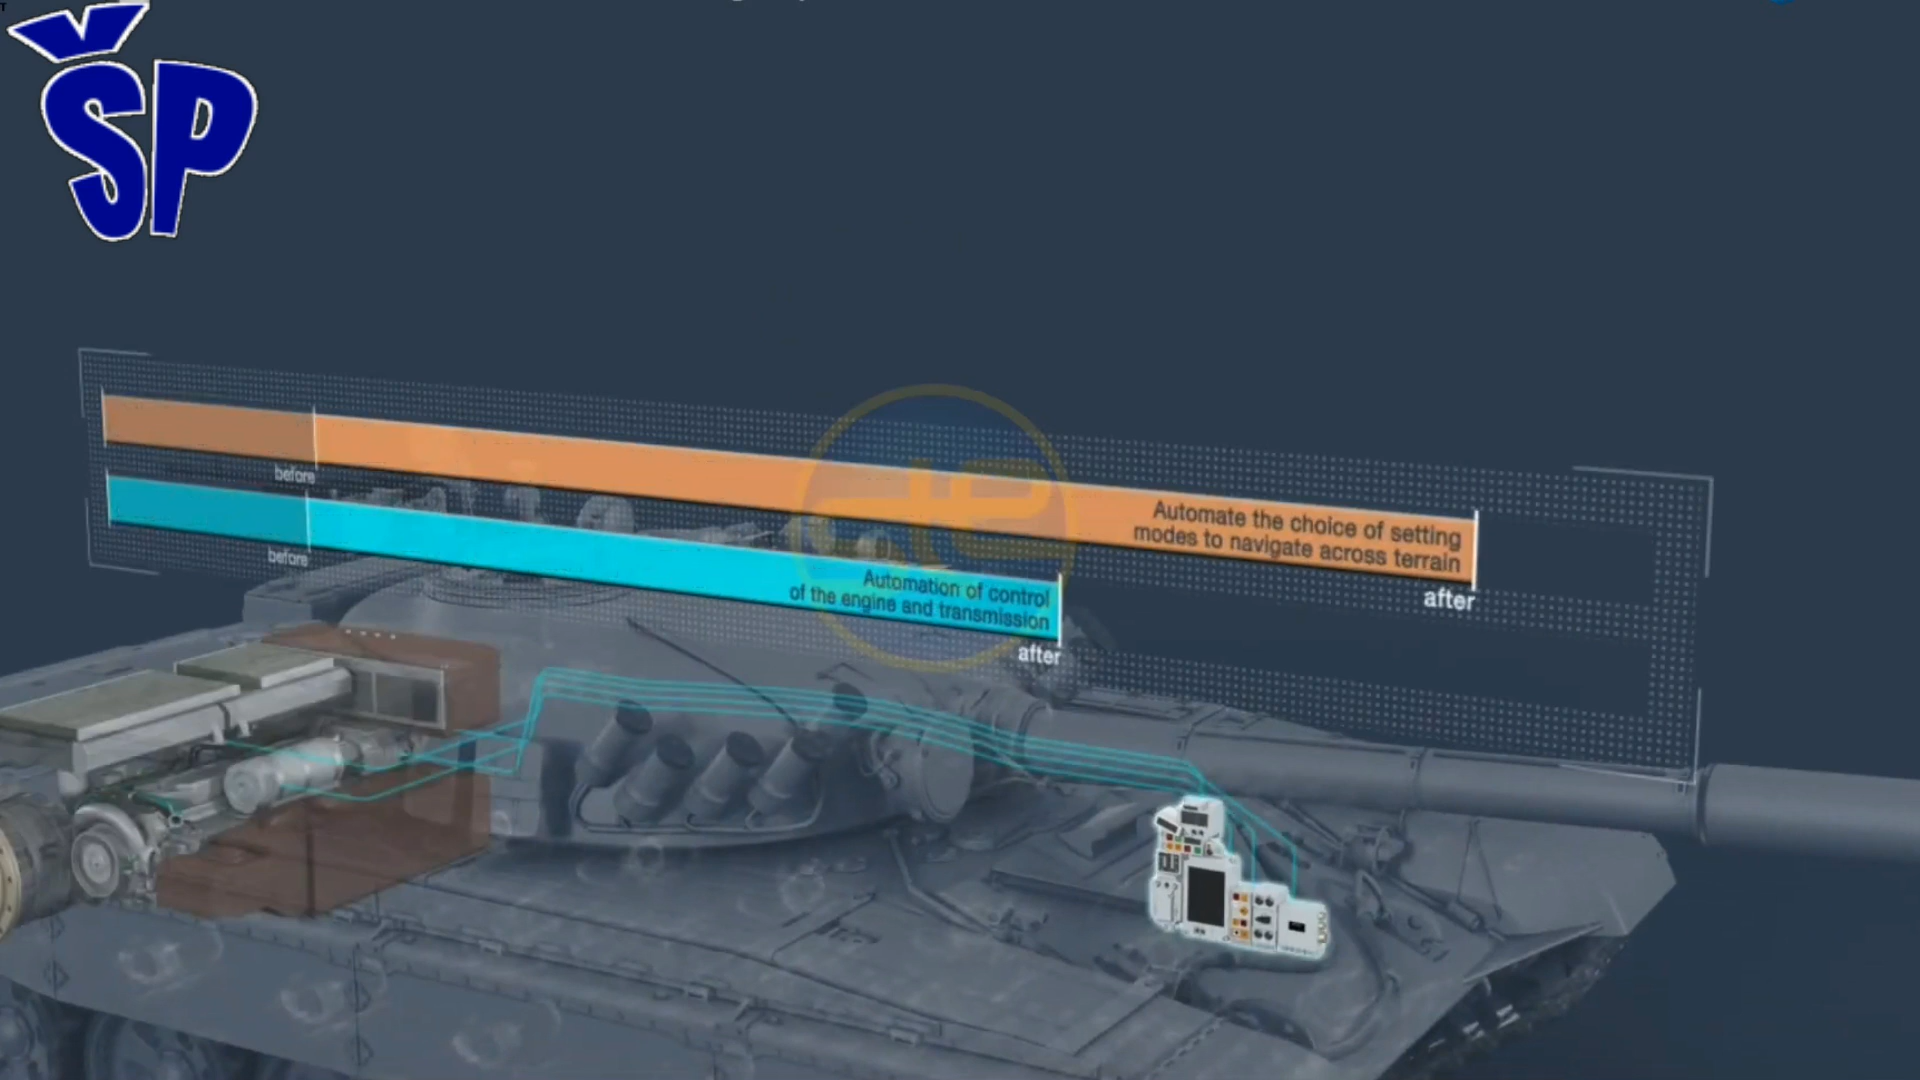 ŠP
before
Automate the choice of setting
modes to navigate across terrain
after
before
Automation of control
of the engine and transmission
after